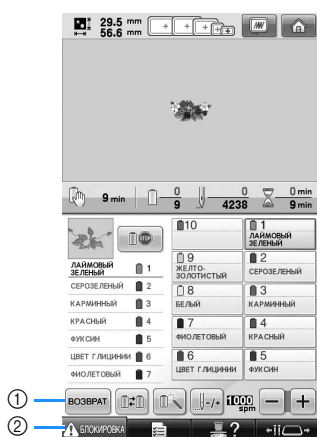 29.5 mm
56.6 mm
9 min
0
9
0
4238
0 min
9 min
ЛАЙМОВЫЙ
ЗЕЛЕНЫЙ 1
СЕРОЗЕЛЕНЫЙ 2
КАРМИННЫЙ 3
КРАСНЫЙ 4
ФУКСИН 5
ЦВЕТ ГЛИЦИНИИ 6
ФИОЛЕТОВЫЙ 7
STOP
10
1
ЛАЙМОВЫЙ
ЗЕЛЕНЫЙ
9
ЖЕЛТО-
ЗОЛОТИСТЫЙ
2
СЕРОЗЕЛЕНЫЙ
8
БЕЛЫЙ
3
КАРМИННЫЙ
7
ФИОЛЕТОВЫЙ
4
КРАСНЫЙ
6
ЦВЕТ ГЛИЦИНИИ
5
ФУКСИН
1 ВОЗВРАТ -/+ 1000 spm - +
2 БЛОКИРОВКА ?